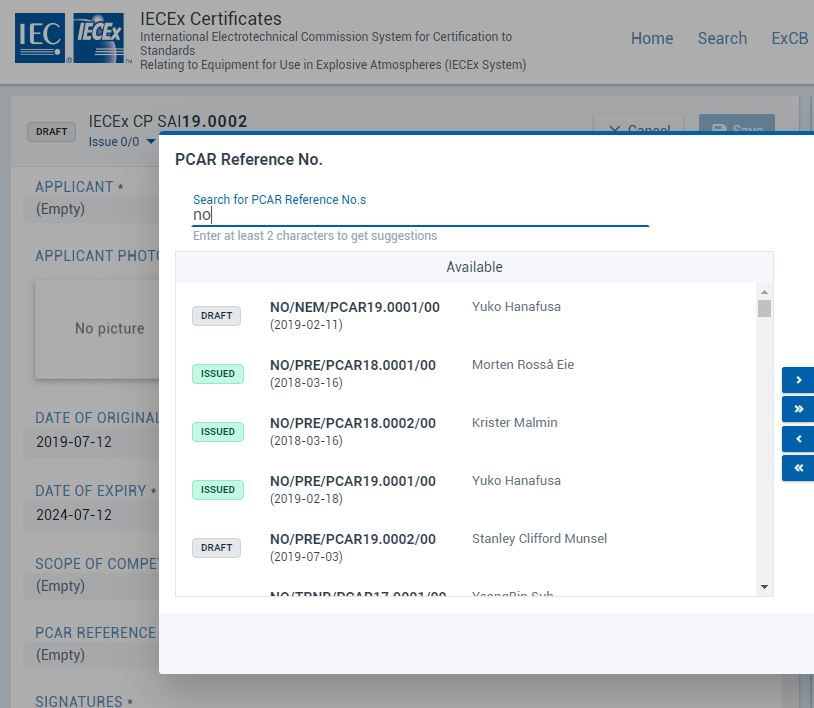 IEC IECEx TM
IECEx Certificates
International Electrotechnical Commission System for Certification to
Standards
Relating to Equipment for Use in Explosive Atmospheres (IECEx System)
Home Search ExCB
DRAFT IECEx CP SAI19.0002
Issue 0/0
Cancel Save
APPLICANT *
(Empty)
APPLICANT PHOTO
No picture
DATE OF ORIGINAL
2019-07-12
DATE OF EXPIRY *
2024-07-12
SCOPE OF COMPE
(Empty)
PCAR REFERENCE
(Empty)
SIGNATURES *
PCAR Reference No.
Search for PCAR Reference No.s
no
Enter at least 2 characters to get suggestions
Available
DRAFT NO/NEM/PCAR19.0001/00 Yuko Hanafusa
(2019-02-11)
ISSUED NO/PRE/PCAR18.0001/00 Morten Rosså Eie
(2018-03-16)
ISSUED NO/PRE/PCAR18.0002/00 Krister Malmin
(2018-03-16)
ISSUED NO/PRE/PCAR19.0001/00 Yuko Hanafusa
(2019-02-18)
DRAFT NO/PRE/PCAR19.0002/00 Stanley Clifford Munsel
(2019-07-03)